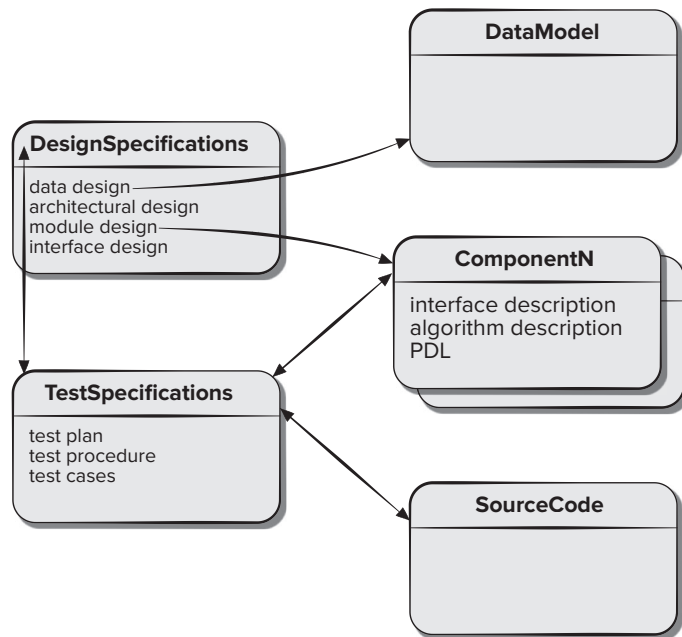 DataModel
DesignSpecifications
data design
architectural design
module design
interface design
ComponentN
interface description
algorithm description
PDL
TestSpecifications
test plan
test procedure
test cases
SourceCode